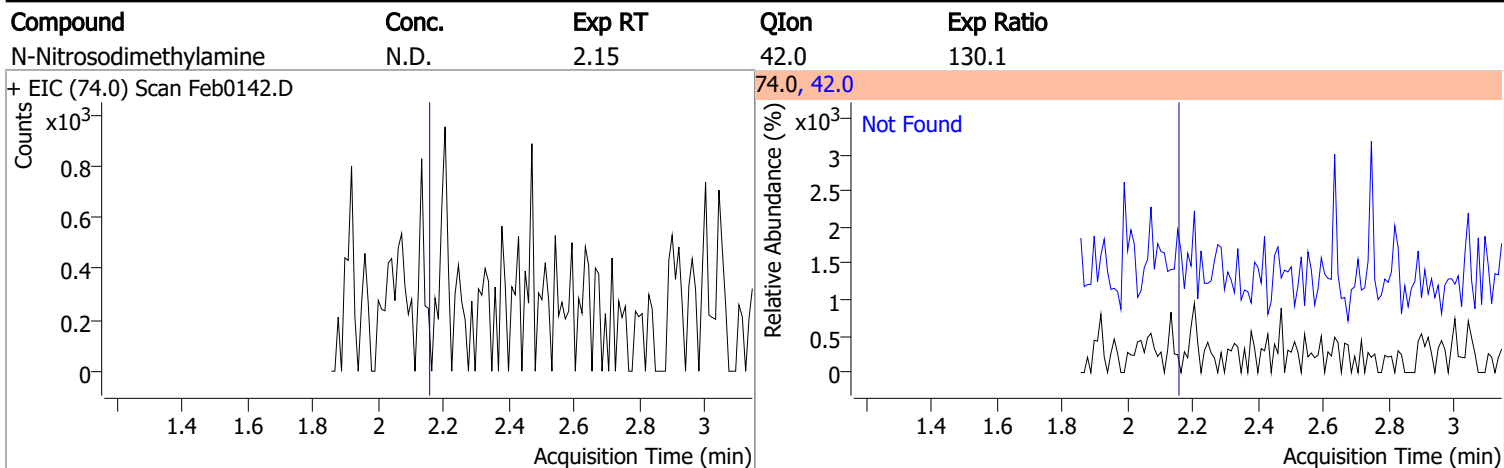 Compound Conc. Exp RT QIon Exp Ratio
N-Nitrosodimethylamine N.D. 2.15 42.0 130.1
+ EIC (74.0) Scan Feb0142.D
Counts
x10³
0.8
0.6
0.4
0.2
0
1.4 1.6 1.8 2 2.2 2.4 2.6 2.8 3
Acquisition Time (min)
74.0, 42.0
Relative Abundance (%)
x10³
Not Found
3
2.5
2
1.5
1
0.5
0
1.4 1.6 1.8 2 2.2 2.4 2.6 2.8 3
Acquisition Time (min)